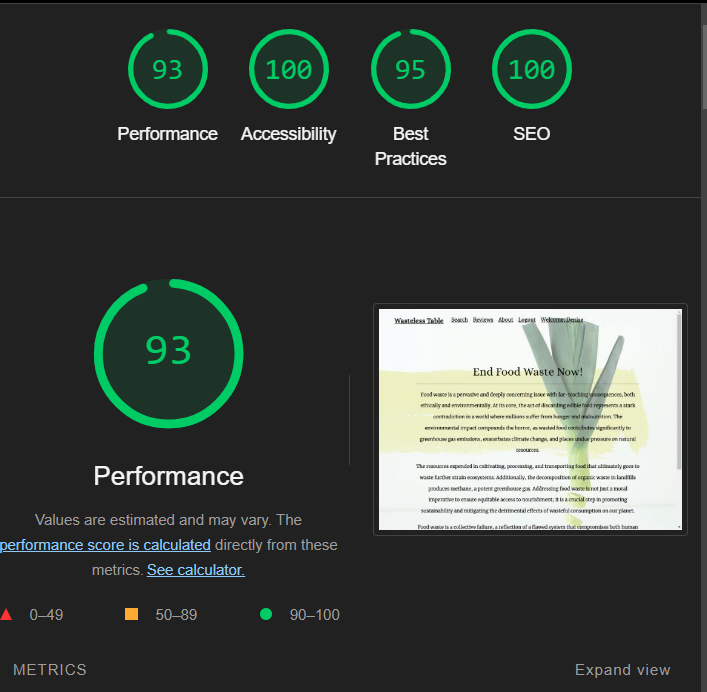 93
100
95
100
Performance
Accessibility
Best
Practices
SEO
93
Performance
Values are estimated and may vary. The
performance score is calculated directly from these
metrics. See calculator.
0–49
50–89
90–100
METRICS
Expand view
Wasteless Table Search Reviews About Logout Welcome: Denise
End Food Waste Now!
Food waste is a pervasive and deeply concerning issue with far-reaching consequences, both
ethically and environmentally. At its core, the act of discarding edible food represents a stark
contradiction in a world where millions suffer from hunger and malnutrition. The
environmental impact compounds the horror, as wasted food contributes significantly to
greenhouse gas emissions, exacerbates climate change, and places undue pressure on natural
resources.
The resources expended in cultivating, processing, and transporting food that ultimately goes to
waste further strain ecosystems. Additionally, the decomposition of organic waste in landfills
produces methane, a potent greenhouse gas. Addressing food waste is not just a moral
imperative to ensure equitable access to nourishment; it is a crucial step in promoting
sustainability and mitigating the detrimental effects of wasteful consumption on our planet.
Food waste is a collective failure, a reflection of a flawed system that compromises both human